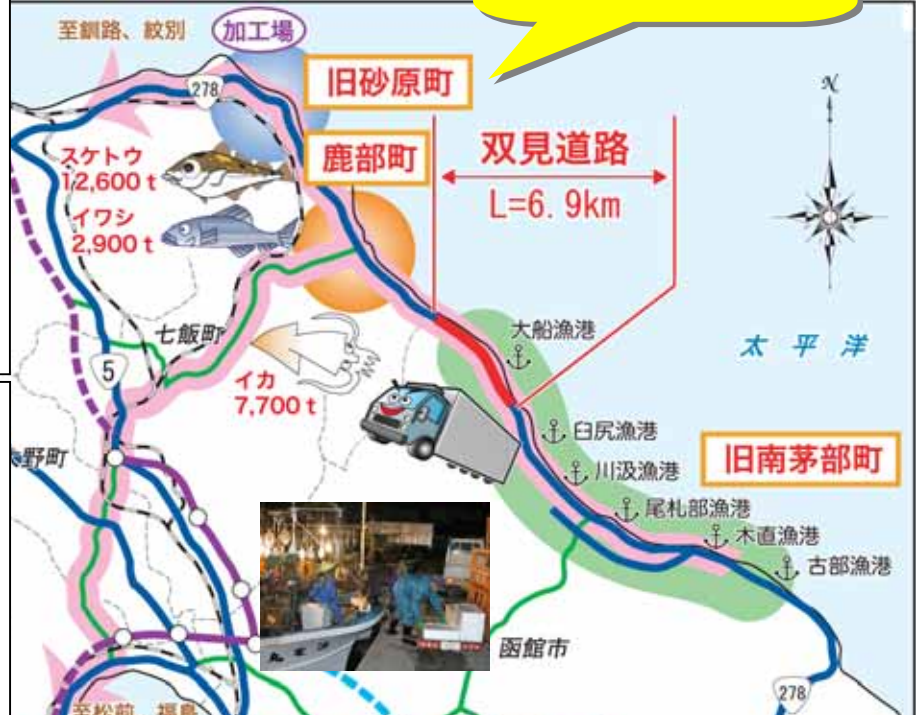 至釧路、紋別
加工場
278
旧砂原町
鹿部町
双見道路
L=6.9km
N
スケトウ
12,600 t
イワシ
2,900 t
七飯町
5
イカ
7,700 t
大船漁港
太 平 洋
臼尻漁港
川汲漁港
旧南茅部町
野町
尾札部漁港
木直漁港
古部漁港
函館市
278
至松前、福島